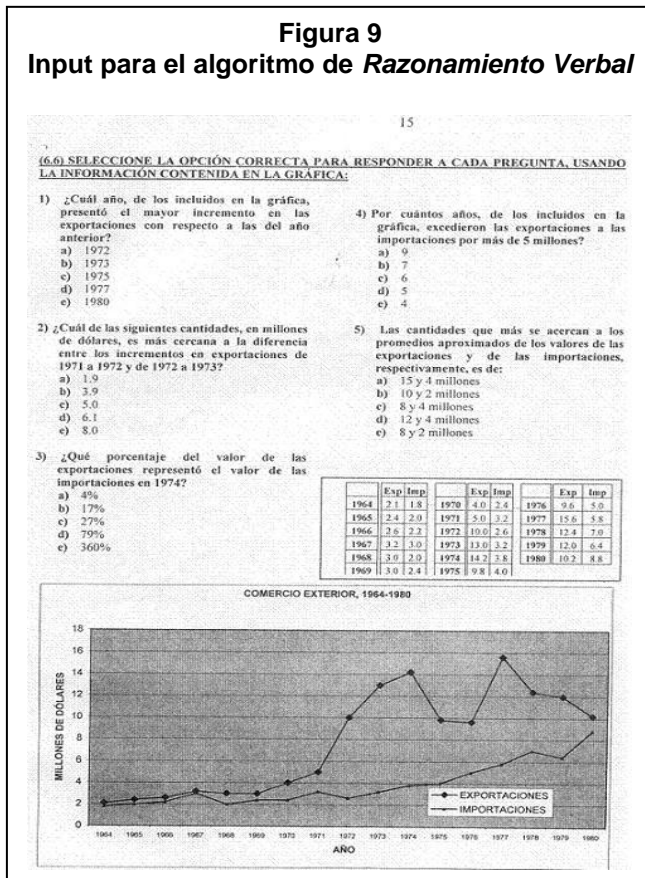 Figura 9
Input para el algoritmo de Razonamiento Verbal
15
(6.6) SELECCIONE LA OPCIÓN CORRECTA PARA RESPONDER A CADA PREGUNTA, USANDO
LA INFORMACIÓN CONTENIDA EN LA GRÁFICA:
1) ¿Cuál año, de los incluidos en la gráfica,
presentó el mayor incremento en las
exportaciones con respecto a las del año
anterior?
a) 1972
b) 1973
c) 1975
d) 1977
e) 1980
2) ¿Cuál de las siguientes cantidades, en millones
de dólares, es más cercana a la diferencia
entre los incrementos en exportaciones de
1971 a 1972 y de 1972 a 1973?
a) 1.9
b) 3.9
c) 5.0
d) 6.1
e) 8.0
3) ¿Qué porcentaje del valor de las
exportaciones representó el valor de las
importaciones en 1974?
a) 4%
b) 17%
c) 27%
d) 79%
e) 360%
4) Por cuántos años, de los incluidos en la
gráfica, excedieron las exportaciones a las
importaciones por más de 5 millones?
a) 9
b) 7
c) 6
d) 5
e) 4
5) Las cantidades que más se acercan a los
promedios aproximados de los valores de las
exportaciones y de las importaciones,
respectivamente, es de:
a) 15 y 4 millones
b) 10 y 2 millones
c) 8 y 4 millones
d) 12 y 4 millones
e) 8 y 2 millones
Exp Imp Exp Imp Exp Imp
1964 2.1 1.8 1970 4.0 2.4 1976 9.6 5.0
1965 2.4 2.0 1971 5.0 3.2 1977 15.6 5.8
1966 2.6 2.2 1972 10.0 2.6 1978 12.4 7.0
1967 3.2 3.0 1973 13.0 3.2 1979 12.0 6.4
1968 3.0 2.0 1974 14.2 3.8 1980 10.2 8.8
1969 3.0 2.4 1975 9.8 4.0
COMERCIO EXTERIOR, 1964-1980
MILLONES DE DÓLARES
18
16
14
12
10
8
6
4
2
0
EXPORTACIONES
IMPORTACIONES
1964 1965 1966 1967 1968 1969 1970 1971 1972 1973 1974 1975 1976 1977 1978 1979 1980
AÑO